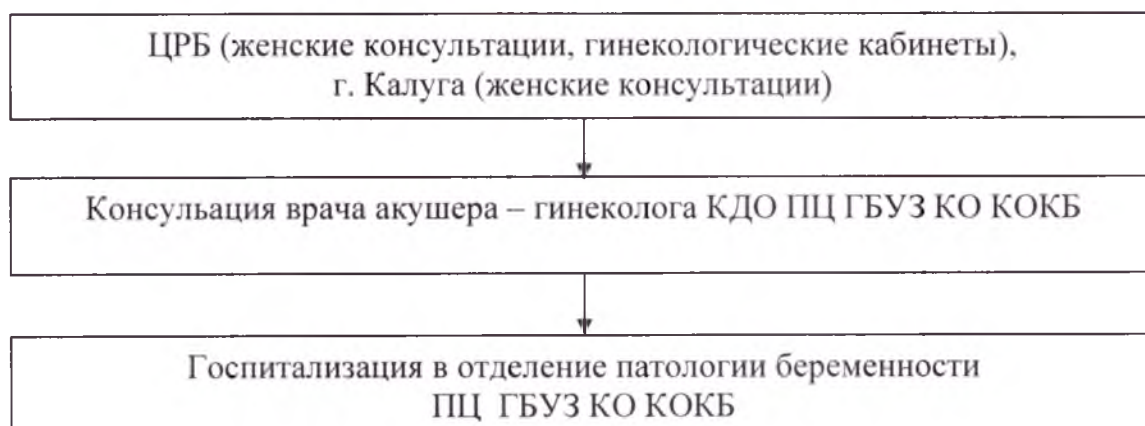 ЦРБ (женские консультации, гинекологические кабинеты),
г. Калуга (женские консультации)
Консульация врача акушера – гинеколога КДО ПЦ ГБУЗ КО КОКБ
Госпитализация в отделение патологии беременности
ПЦ ГБУЗ КО КОКБ